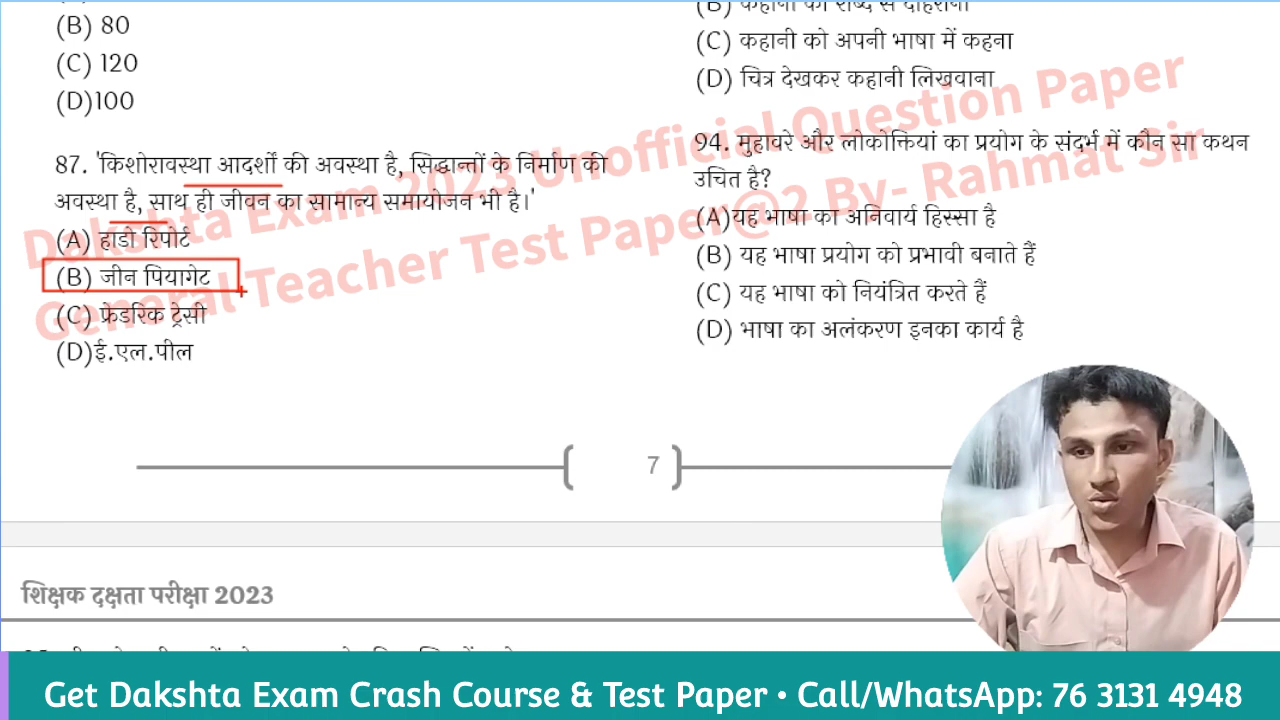 (B) 80
(C) 120
(D)100
87. 'किशोरावस्था आदर्शों की अवस्था है, सिद्धान्तों के निर्माण की
अवस्था है, साथ ही जीवन का सामान्य समायोजन भी है।'
(A) हाडो रिपोर्ट
(B) जीन पियागेट
(C) फ्रेडरिक ट्रेसी
(D)ई.एल.पील
(C) कहानी को अपनी भाषा में कहना
(D) चित्र देखकर कहानी लिखवाना
94. मुहावरे और लोकोक्तियां का प्रयोग के संदर्भ में कौन सा कथन
उचित है?
(A)यह भाषा का अनिवार्य हिस्सा है
(B) यह भाषा प्रयोग को प्रभावी बनाते हैं
(C) यह भाषा को नियंत्रित करते हैं
(D) भाषा का अलंकरण इनका कार्य है
Dakshta Exam 2023 Unofficial Question Paper
General Teacher Test Paper@2 By- Rahmat Sir
7
शिक्षक दक्षता परीक्षा 2023
Get Dakshta Exam Crash Course & Test Paper • Call/WhatsApp: 76 3131 4948